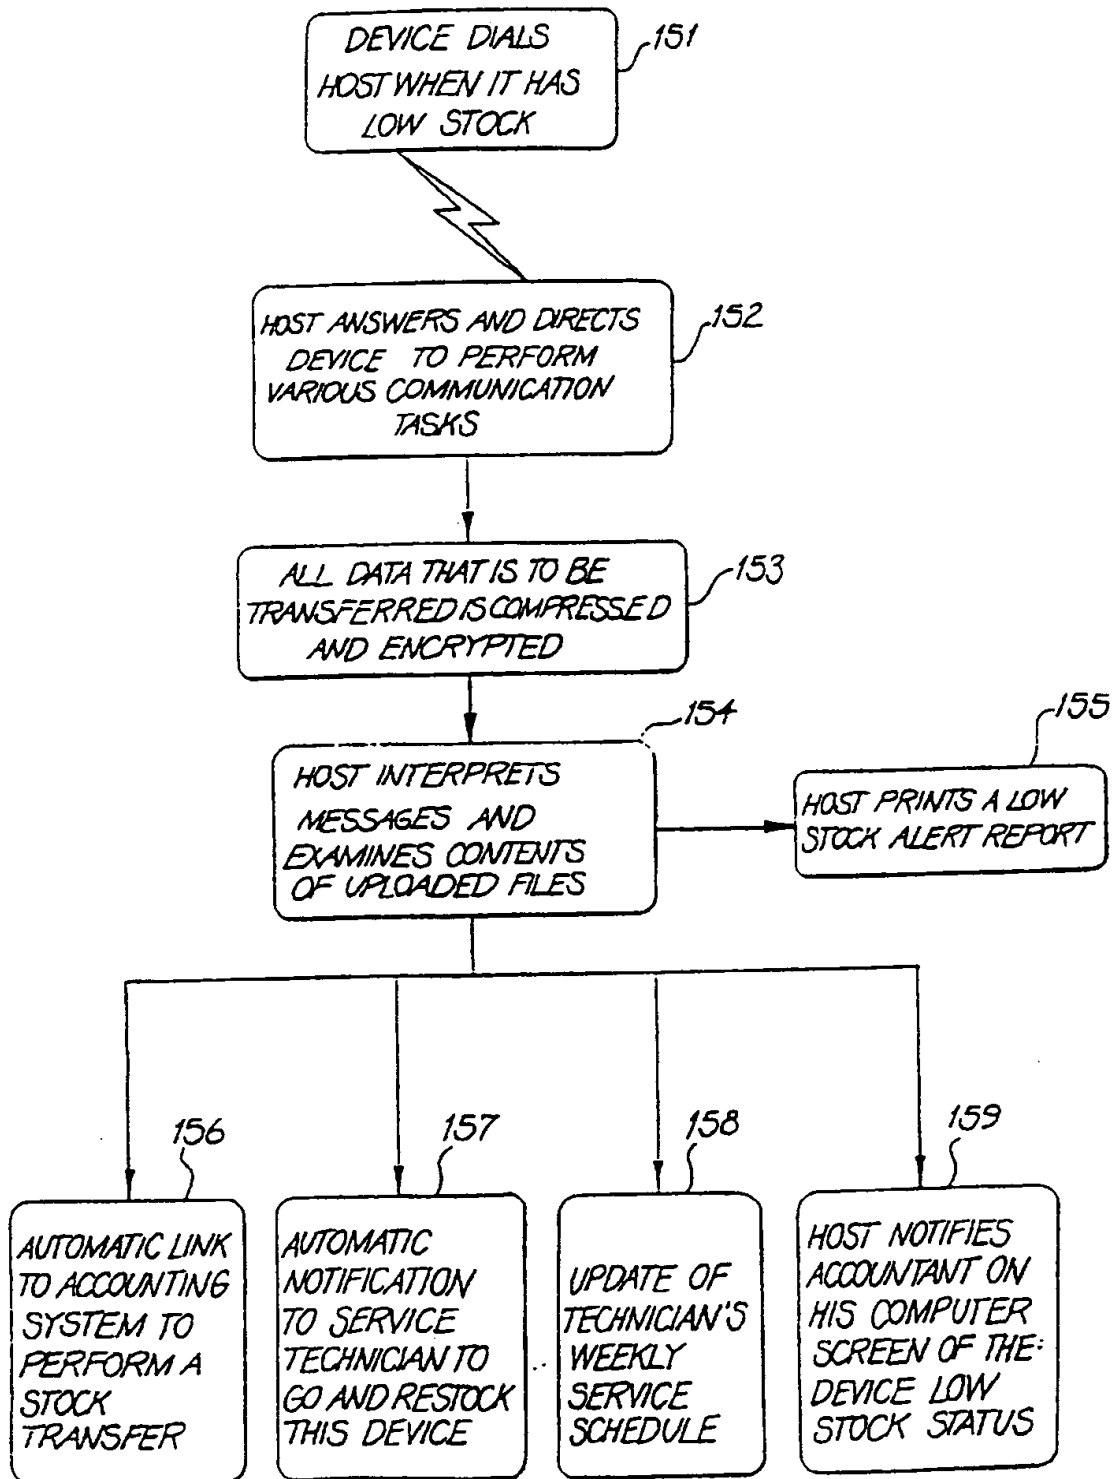 DEVICE DIALS
HOST WHEN IT HAS
LOW STOCK
151
HOST ANSWERS AND DIRECTS
DEVICE TO PERFORM
VARIOUS COMMUNICATION
TASKS
152
ALL DATA THAT IS TO BE
TRANSFERRED IS COMPRESSED
AND ENCRYPTED
153
HOST INTERPRETS
MESSAGES AND
EXAMINES CONTENTS
OF UPLOADED FILES
154
HOST PRINTS A LOW
STOCK ALERT REPORT
155
AUTOMATIC LINK
TO ACCOUNTING
SYSTEM TO
PERFORM A
STOCK
TRANSFER
156
AUTOMATIC
NOTIFICATION
TO SERVICE
TECHNICIAN TO
GO AND RESTOCK
THIS DEVICE
157
UPDATE OF
TECHNICIAN'S
WEEKLY
SERVICE
SCHEDULE
158
HOST NOTIFIES
ACCOUNTANT ON
HIS COMPUTER
SCREEN OF THE
DEVICE LOW
STOCK STATUS
159